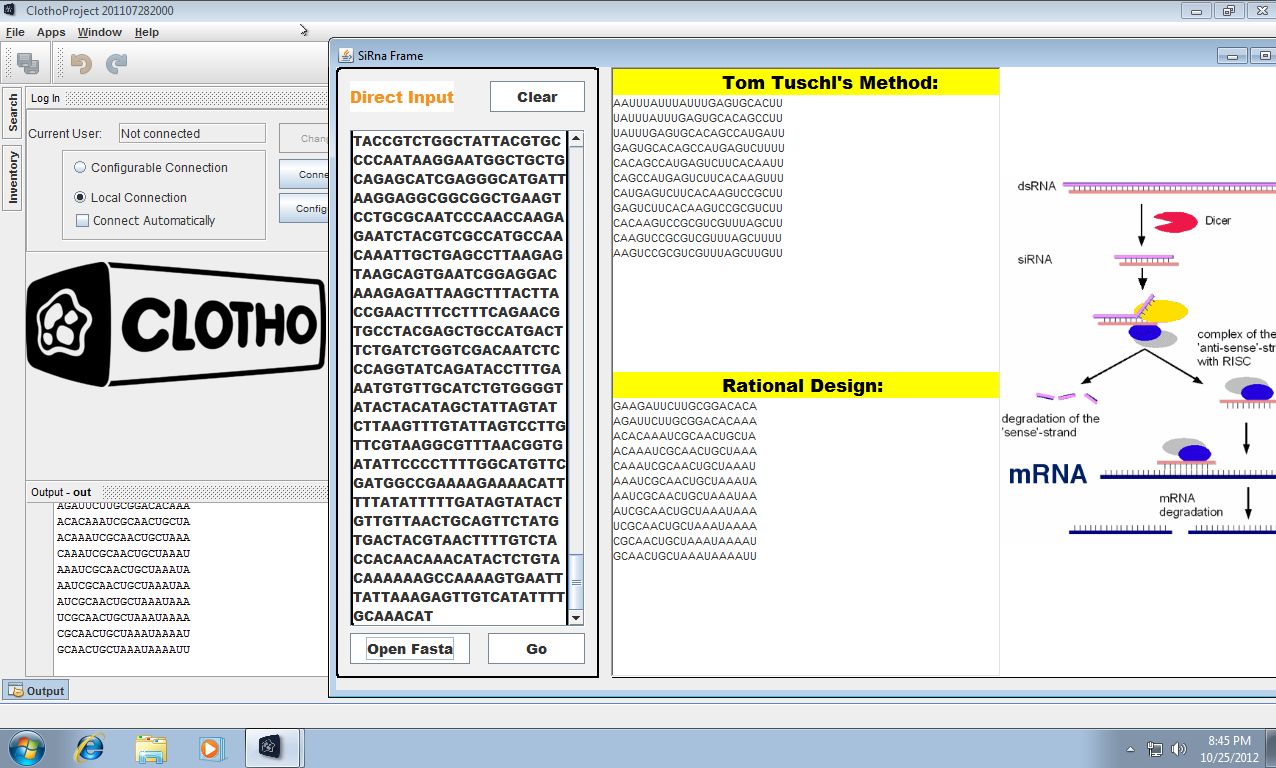 ClothoProject 201107282000
File Apps Window Help
SiRna Frame
Search
Inventory
Log In
Current User: Not connected
Chang
Configurable Connection
Conne
Local Connection
Config
Connect Automatically
CLOTHO
Output - out
AGAUUCUUGCGGACACAAA
ACACAAAUCGCAACUGCUA
ACAAAUCGCAACUGCUAAA
CAAAUCGCAACUGCUAAAU
AAAUCGCAACUGCUAAAUA
AAUCGCAACUGCUAAAUAA
AUCGCAACUGCUAAAUAAA
UCGCAACUGCUAAAUAAAA
CGCAACUGCUAAAUAAAAU
GCAACUGCUAAAUAAAAUU
Output
Direct Input
Clear
TACCGTCTGGCTATTACGTGC
CCCAATAAGGAATGGCTGCTG
CAGAGCATCGAGGGCATGATT
AAGGAGGCGGCGGCTGAAGT
CCTGCGCAATCCCAACCAAGA
GAATCTACGTCGCCATGCCAA
CAAATTGCTGAGCCTTAAGAG
TAAGCAGTGAATCGGAGGAC
AAAGAGATTAAGCTTTACTTA
CCGAACTTTCCTTTCAGAACG
TGCCTACGAGCTGCCATGACT
TCTGATCTGGTCGACAATCTC
CCAGGTATCAGATACCTTTGA
AATGTGTTGCATCTGTGGGGT
ATACTACATAGCTATTAGTAT
CTTAAGTTTGTATTAGTCCTTG
TTCGTAAGGCGTTTAACGGTG
ATATTCCCCTTTTGGCATGTTC
GATGGCCGAAAAGAAAACATT
TTTATATTTTTGATAGTATACT
GTTGTTAACTGCAGTTCTATG
TGACTACGTAACTTTTGTCTA
CCACAACAAACATACTCTGTA
CAAAAAAGCCAAAAGTGAATT
TATTAAAGAGTTGTCATATTTT
GCAAACAT
Open Fasta
Go
Tom Tuschl's Method:
AAUUUAUUUAUUUGAGUGCACUU
UAUUUAUUUGAGUGCACAGCCUU
UAUUUGAGUGCACAGCCAUGAUU
GAGUGCACAGCCAUGAGUCUUUU
CACAGCCAUGAGUCUUCACAAUU
CAGCCAUGAGUCUUCACAAGUUU
CAUGAGUCUUCACAAGUCCGCUU
GAGUCUUCACAAGUCCGCGUCUU
CACAAGUCCGCGUCGUUUAGCUU
CAAGUCCGCGUCGUUUAGCUUUU
AAGUCCGCGUCGUUUAGCUUGUU
Rational Design:
GAAGAUUCUUGCGGACACA
AGAUUCUUGCGGACACAAA
ACACAAAUCGCAACUGCUA
ACAAAUCGCAACUGCUAAA
CAAAUCGCAACUGCUAAAU
AAAUCGCAACUGCUAAAUA
AAUCGCAACUGCUAAAUAA
AUCGCAACUGCUAAAUAAA
UCGCAACUGCUAAAUAAAA
CGCAACUGCUAAAUAAAAU
GCAACUGCUAAAUAAAAUU
dsRNA
Dicer
siRNA
complex of the
'anti-sense'-stra
with RISC
degradation of the
'sense'-strand
mRNA
mRNA
degradation
8:45 PM
10/25/2012